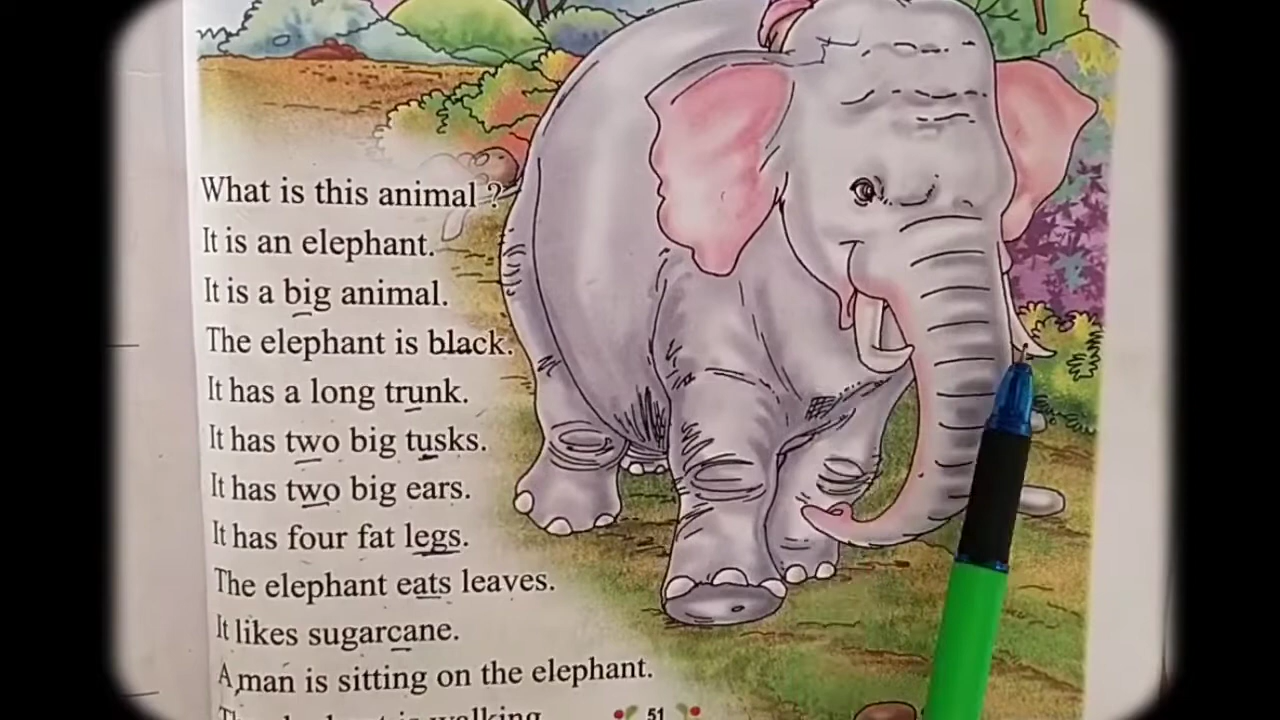 What is this animal ?
It is an elephant.
It is a big animal.
The elephant is black.
It has a long trunk.
It has two big tusks.
It has two big ears.
It has four fat legs.
The elephant eats leaves.
It likes sugarcane.
A man is sitting on the elephant.
is walking
51